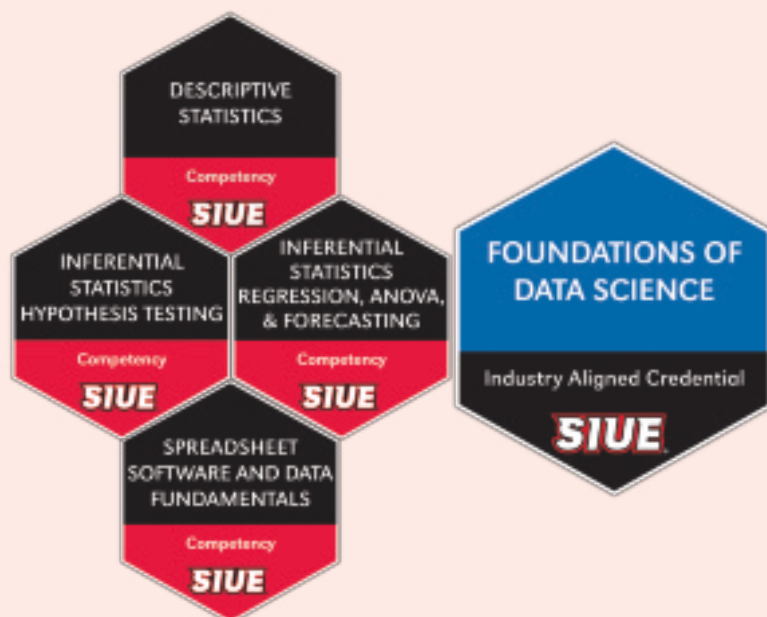 DESCRIPTIVE
STATISTICS
Competency
SIUE
INFERENTIAL
STATISTICS
HYPOTHESIS TESTING
Competency
SIUE
INFERENTIAL
STATISTICS
REGRESSION, ANOVA,
& FORECASTING
Competency
SIUE
SPREADSHEET
SOFTWARE AND DATA
FUNDAMENTALS
Competency
SIUE
FOUNDATIONS OF
DATA SCIENCE
Industry Aligned Credential
SIUE